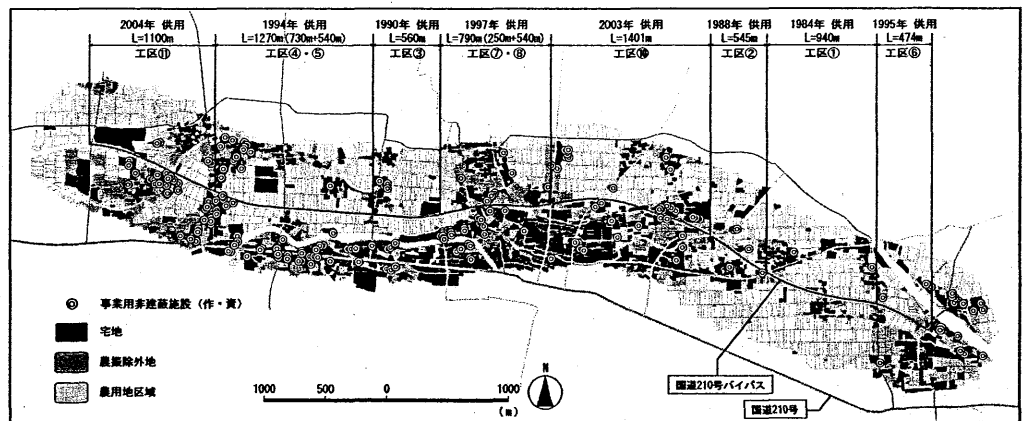 2004年 供用
L=1100m
工区⑪
1994年 供用
L=1270m(730m+540m)
工区④・⑤
1990年 供用
L=560m
工区③
1997年 供用
L=790m(250m+540m)
工区⑦・⑧
2003年 供用
L=1401m
工区⑩
1988年 供用
L=545m
工区②
1984年 供用
L=940m
工区①
1995年 供用
L=474m
工区⑥
◎ 事業用非遮蔽施設(作・資)
宅地
農振除外地
農用地区域
1000 500 0 1000
(m)
N
国道210号バイパス
国道210号